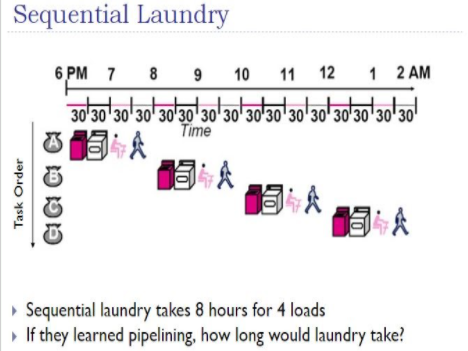 Sequential Laundry
6 PM 7 8 9 10 11 12 1 2 AM
30 30 30 30 30 30 30 30 30 30 30 30 30 30 30 30
Time
Task Order
A
B
C
D
Sequential laundry takes 8 hours for 4 loads
If they learned pipelining, how long would laundry take?